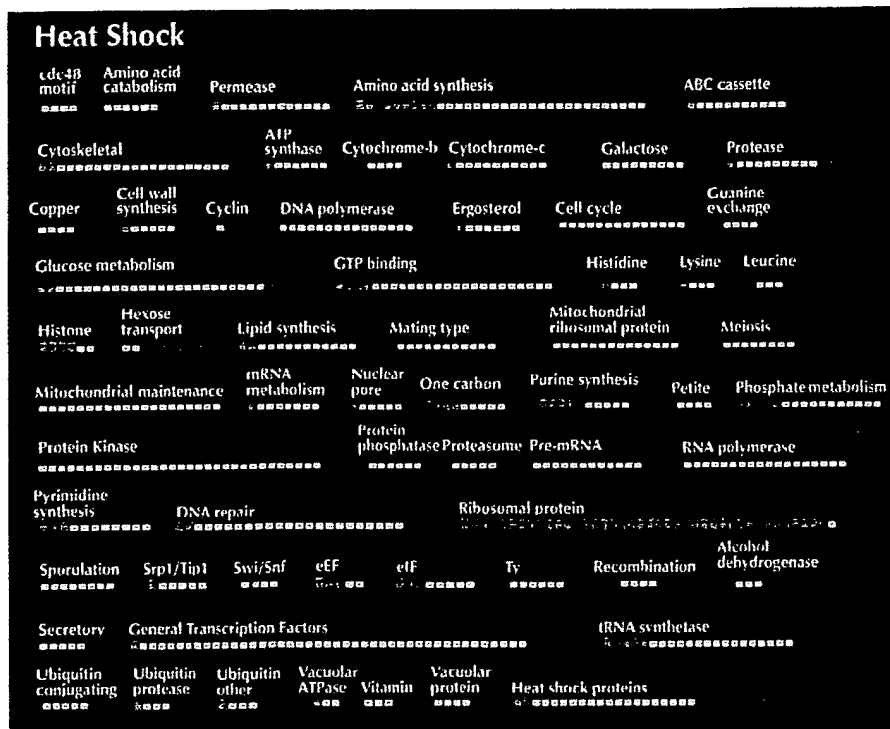 Heat Shock
cdc48 motif
Amino acid catabolism
Permease
Amino acid synthesis
ABC cassette
Cytoskeletal
ATP synthase
Cytochrome-b
Cytochrome-c
Galactose
Protease
Copper
Cell wall synthesis
Cyclin
DNA polymerase
Ergosterol
Cell cycle
Guanine exchange
Glucose metabolism
GTP binding
Histidine
Lysine
Leucine
Histone
Hexose transport
Lipid synthesis
Mating type
Mitochondrial ribosomal protein
Meiosis
Mitochondrial maintenance
mRNA metabolism
Nuclear pore
One carbon
Purine synthesis
Petite
Phosphate metabolism
Protein Kinase
Protein phosphatase
Proteasome
Pre-mRNA
RNA polymerase
Pyrimidine synthesis
DNA repair
Ribosomal protein
Sporulation
Srp1/Tip1
Swi/Snf
eEF
eIF
Ty
Recombination
Alcohol dehydrogenase
Secretory
General Transcription Factors
tRNA synthetase
Ubiquitin conjugating
Ubiquitin protease
Ubiquitin other
Vacuolar ATPase
Vitamin
Vacuolar protein
Heat shock proteins